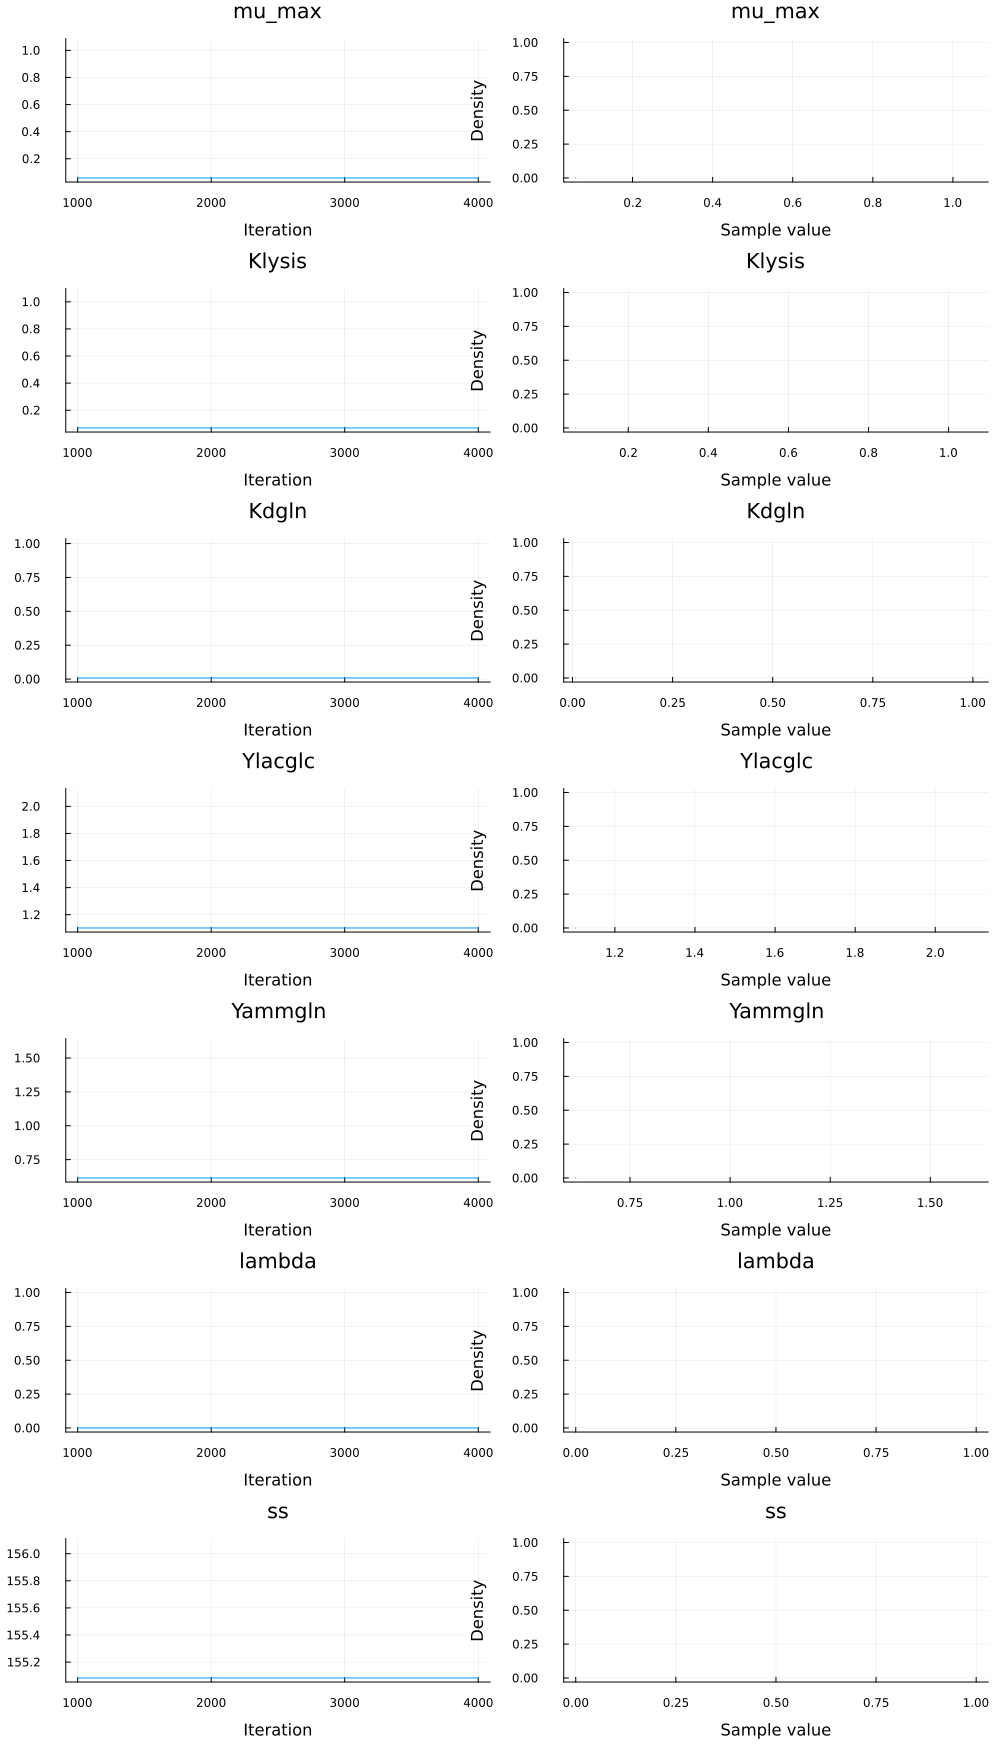 mu_max mu_max
1.0
0.8
0.6
0.4
0.2
1000 2000 3000 4000
Iteration
Density
1.00
0.75
0.50
0.25
0.00
0.2 0.4 0.6 0.8 1.0
Sample value
Klysis Klysis
1.0
0.8
0.6
0.4
0.2
1000 2000 3000 4000
Iteration
Density
1.00
0.75
0.50
0.25
0.00
0.2 0.4 0.6 0.8 1.0
Sample value
Kdgln Kdgln
1.00
0.75
0.50
0.25
0.00
1000 2000 3000 4000
Iteration
Density
1.00
0.75
0.50
0.25
0.00
0.00 0.25 0.50 0.75 1.00
Sample value
Ylacglc Ylacglc
2.0
1.8
1.6
1.4
1.2
1000 2000 3000 4000
Iteration
Density
1.00
0.75
0.50
0.25
0.00
1.2 1.4 1.6 1.8 2.0
Sample value
Yammgln Yammgln
1.50
1.25
1.00
0.75
1000 2000 3000 4000
Iteration
Density
1.00
0.75
0.50
0.25
0.00
0.75 1.00 1.25 1.50
Sample value
lambda lambda
1.00
0.75
0.50
0.25
0.00
1000 2000 3000 4000
Iteration
Density
1.00
0.75
0.50
0.25
0.00
0.00 0.25 0.50 0.75 1.00
Sample value
ss ss
156.0
155.8
155.6
155.4
155.2
1000 2000 3000 4000
Iteration
Density
1.00
0.75
0.50
0.25
0.00
0.00 0.25 0.50 0.75 1.00
Sample value